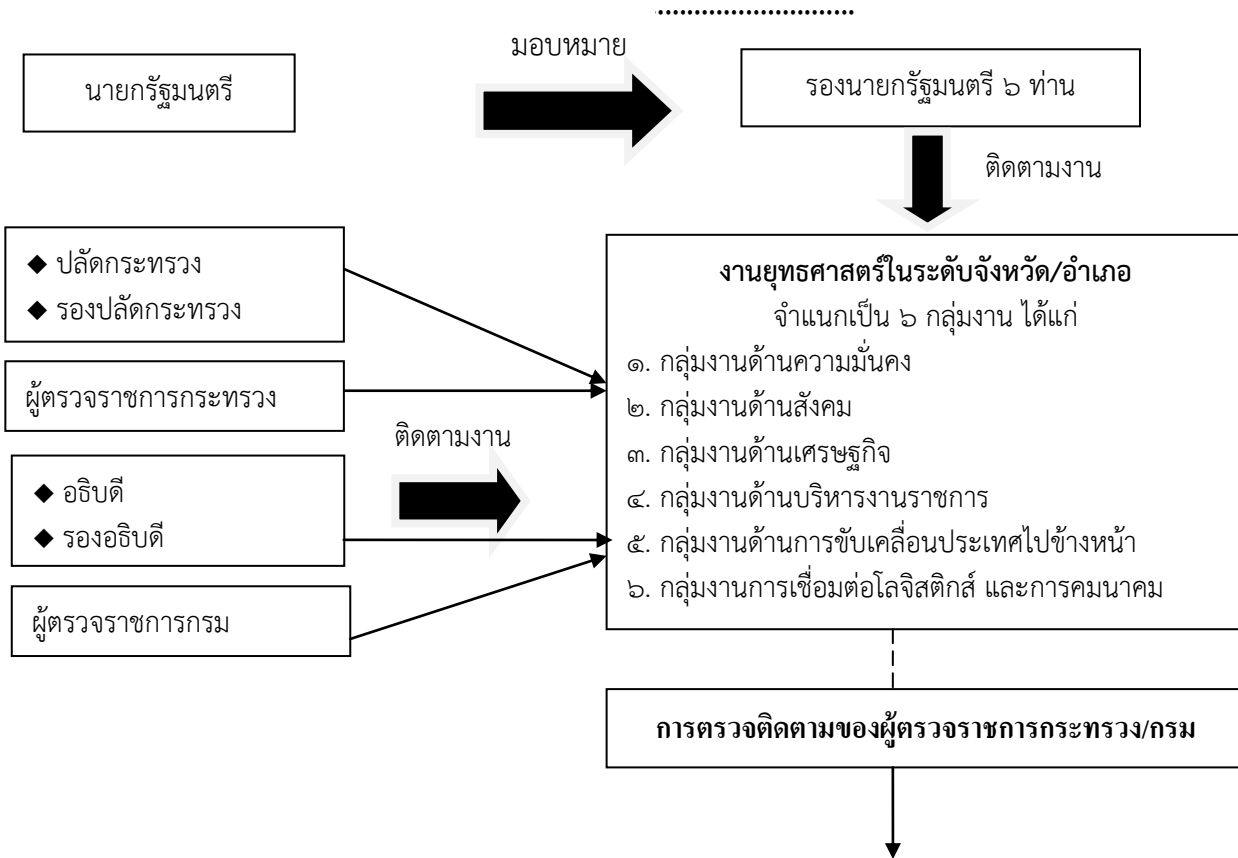 ............................
มอบหมาย
นายกรัฐมนตรี
รองนายกรัฐมนตรี ๖ ท่าน
ติดตามงาน
◆ ปลัดกระทรวง
◆ รองปลัดกระทรวง
ผู้ตรวจราชการกระทรวง
ติดตามงาน
◆ อธิบดี
◆ รองอธิบดี
ผู้ตรวจราชการกรม
งานยุทธศาสตร์ในระดับจังหวัด/อำเภอ
จำแนกเป็น ๖ กลุ่มงาน ได้แก่
๑. กลุ่มงานด้านความมั่นคง
๒. กลุ่มงานด้านสังคม
๓. กลุ่มงานด้านเศรษฐกิจ
๔. กลุ่มงานด้านบริหารงานราชการ
๕. กลุ่มงานด้านการขับเคลื่อนประเทศไปข้างหน้า
๖. กลุ่มงานการเชื่อมต่อโลจิสติกส์ และการคมนาคม
การตรวจติดตามของผู้ตรวจราชการกระทรวง/กรม